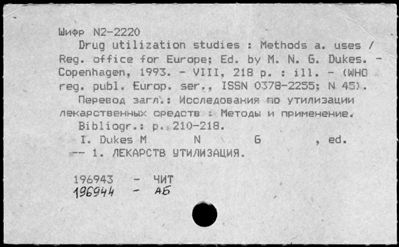 Шифр N2-2220
Drug utilization studies : Methods a. uses /
Reg. office for Europe; Ed. by M. N. G. Dukes. -
Copenhagen, 1993. - VIII, 218 p. : ill. - (WHO
reg. publ. Europ. ser., ISSN 0378-2255; N 45).
Перевод загл.: Исследования по утилизации
лекарственных средств : Методы и применение.
Bibliogr.: p. 210-218.
I. Dukes M N G , ed.
-- 1. ЛЕКАРСТВ УТИЛИЗАЦИЯ.
196943 - ЧИТ
196944 - АБ